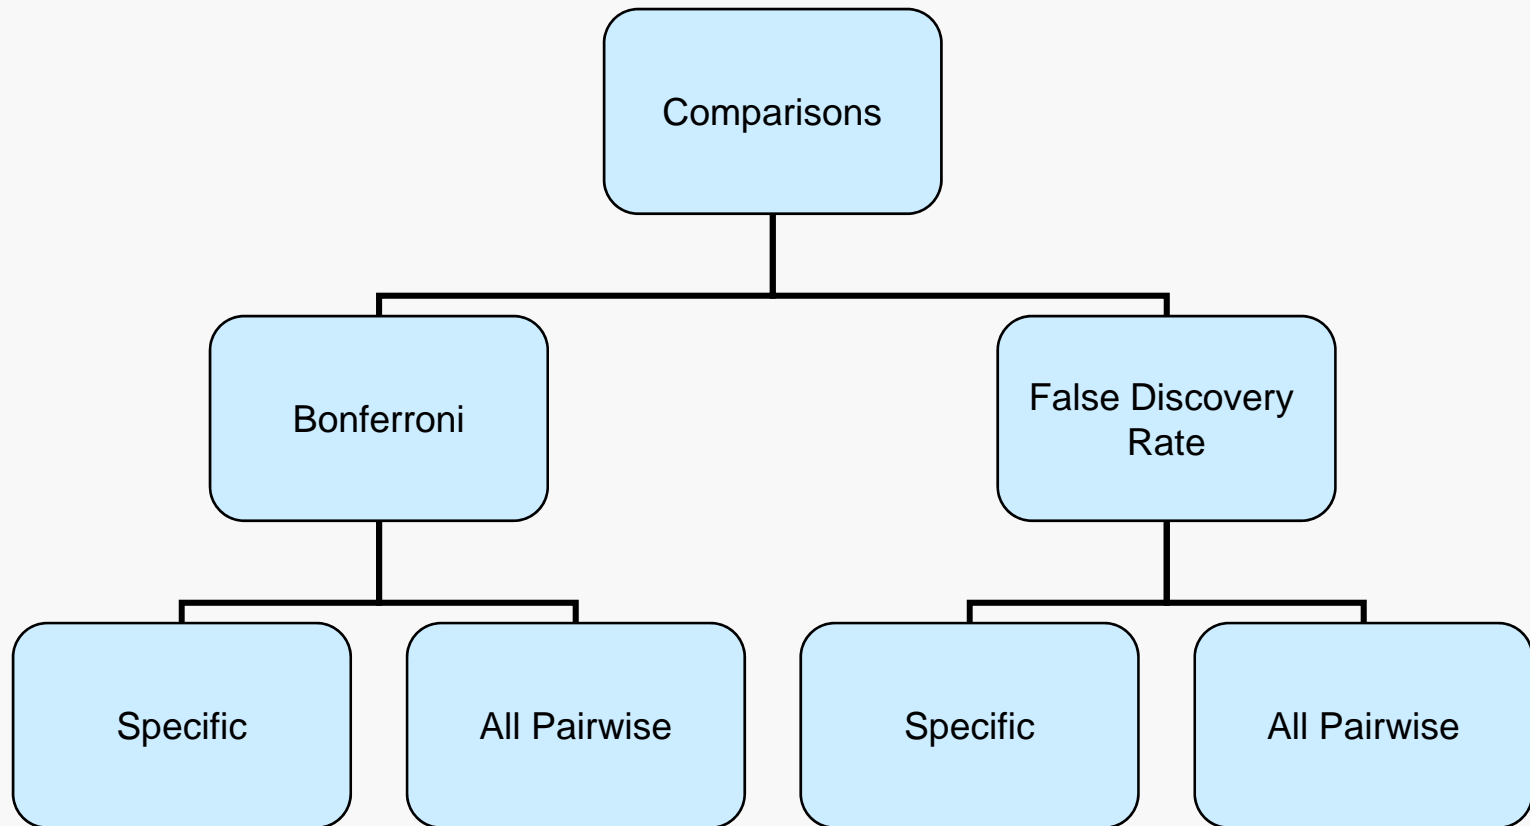 Comparisons
Bonferroni
False Discovery
Rate
Specific
All Pairwise
Specific
All Pairwise